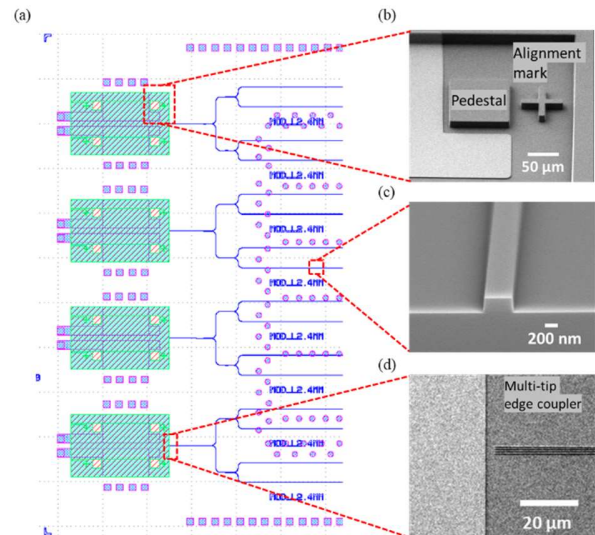 (a)
MOD_L2.4MM
MOD_L2.4MM
MOD_L2.4MM
MOD_L2.4MM
MOD_L2.4MM
MOD_L2.4MM
MOD_L2.4MM
MOD_L2.4MM
(b)
Alignment
mark
Pedestal
50 µm
(c)
200 nm
(d)
Multi-tip
edge coupler
20 µm